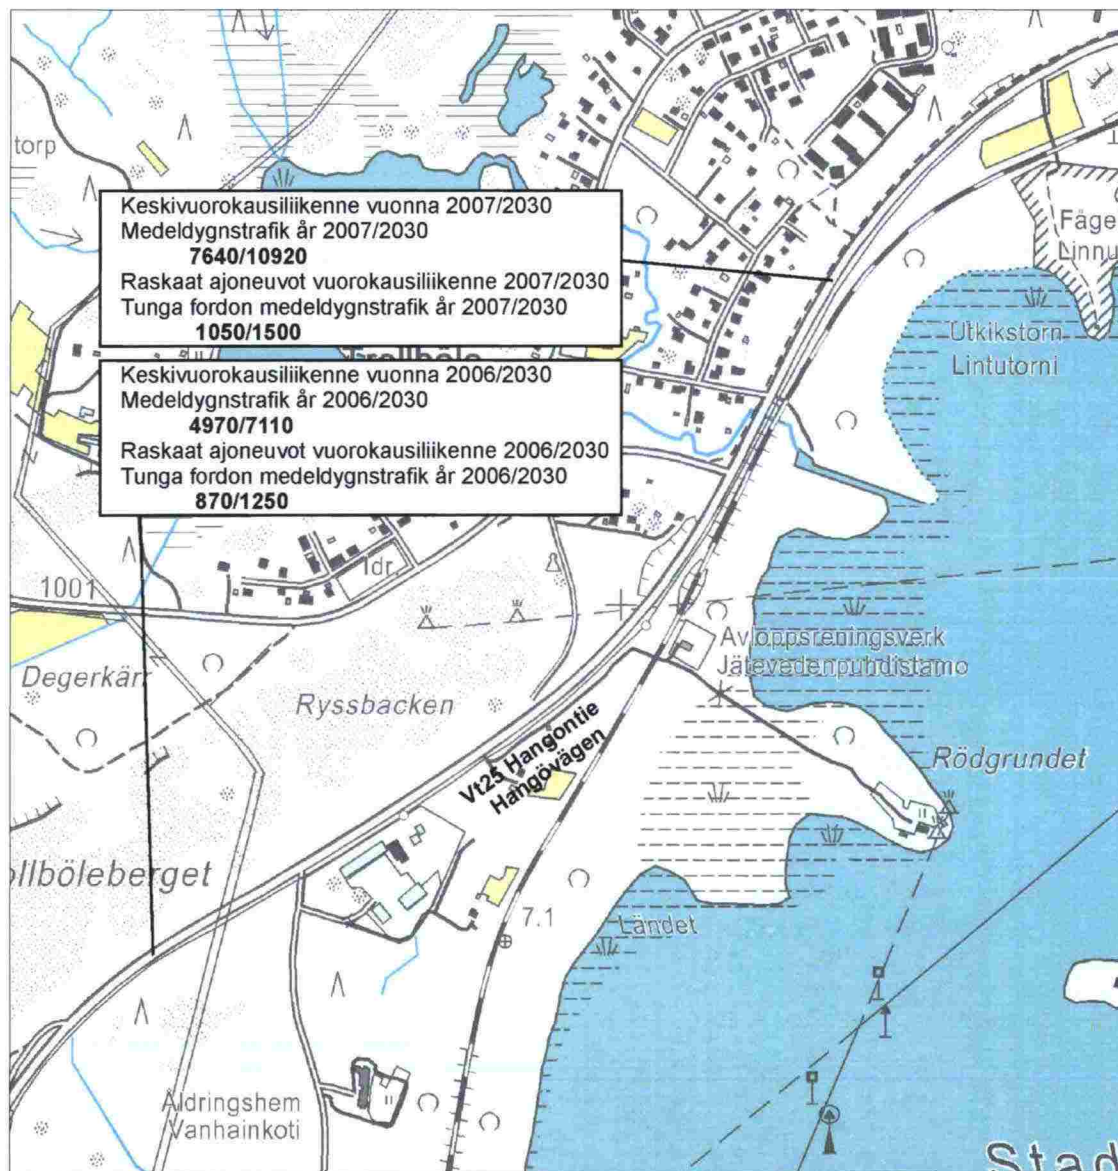 torp
Keskivuorokausiliikenne vuonna 2007/2030
Medeldygnstrafik år 2007/2030
7640/10920
Raskaat ajoneuvot vuorokausiliikenne 2007/2030
Tunga fordon medeldygnstrafik år 2007/2030
1050/1500
Fåge
Linnu
Utkikstorn
Lintutorni
Keskivuorokausiliikenne vuonna 2006/2030
Medeldygnstrafik år 2006/2030
4970/7110
Raskaat ajoneuvot vuorokausiliikenne 2006/2030
Tunga fordon medeldygnstrafik år 2006/2030
870/1250
Idr.
1001
Degerkärr
Ryssbacken
Avloppsreningsverk
Jätevedenpuhdistamo
Vt25 Hangontie
Hangövägen
Rödgrundet
ollböleberget
7.1
Ländet
Åldringshem
Vanhainkoti
Stad